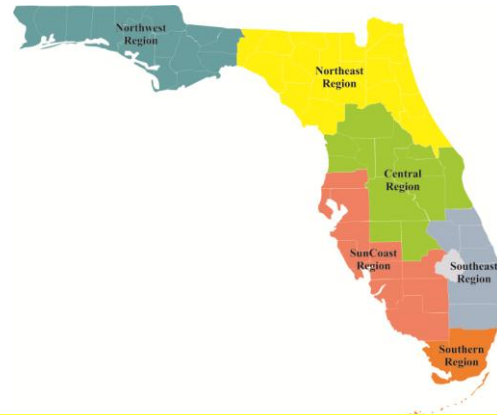 Northwest
Region
Northeast
Region
Central
Region
SunCoast
Region
Southeast
Region
Southern
Region